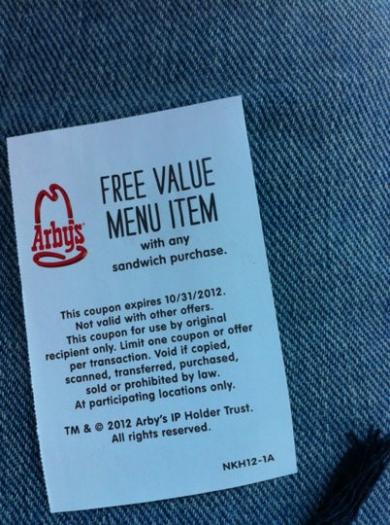 Arby's
FREE VALUE
MENU ITEM
with any
sandwich purchase.
This coupon expires 10/31/2012.
Not valid with other offers.
This coupon for use by original
recipient only. Limit one coupon or offer
per transaction. Void if copied,
scanned, transferred, purchased,
sold or prohibited by law.
At participating locations only.
TM & © 2012 Arby's IP Holder Trust.
All rights reserved.
NKH12-1A